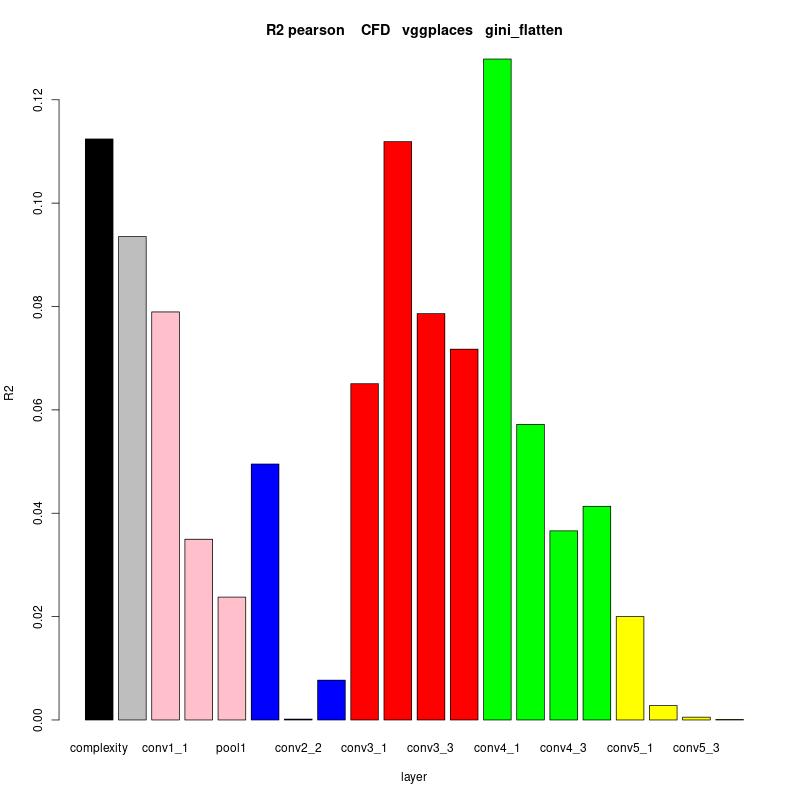 R2 pearson    CFD   vggplaces   gini_flatten
0.12
0.10
0.08
0.06
0.04
0.02
0.00
R2
complexity conv1_1 pool1 conv2_2 conv3_1 conv3_3 conv4_1 conv4_3 conv5_1 conv5_3
layer